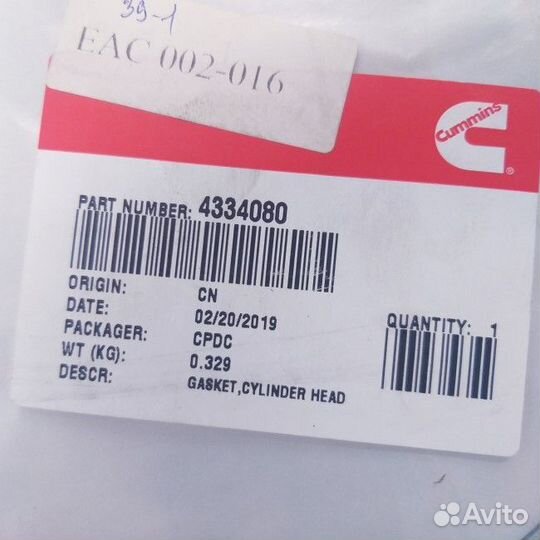 39-1
EAC 002-016
Cummins
®
PART NUMBER: 4334080
ORIGIN: CN
DATE: 02/20/2019
PACKAGER: CPDC
WT (KG): 0.329
DESCR: GASKET,CYLINDER HEAD
QUANTITY: 1
Avito